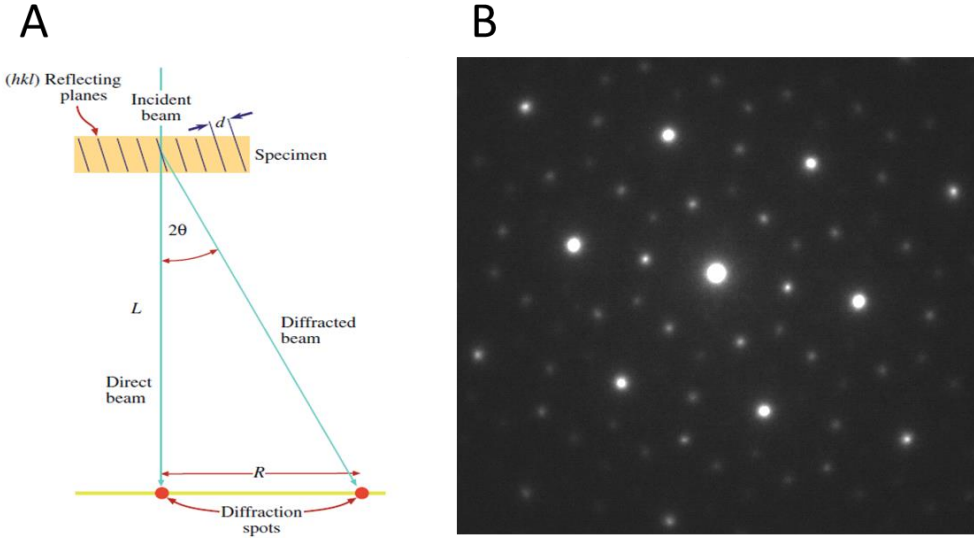 A
B
(hkl) Reflecting
planes
Incident
beam
d
Specimen
2θ
L
Diffracted
beam
Direct
beam
R
Diffraction
spots